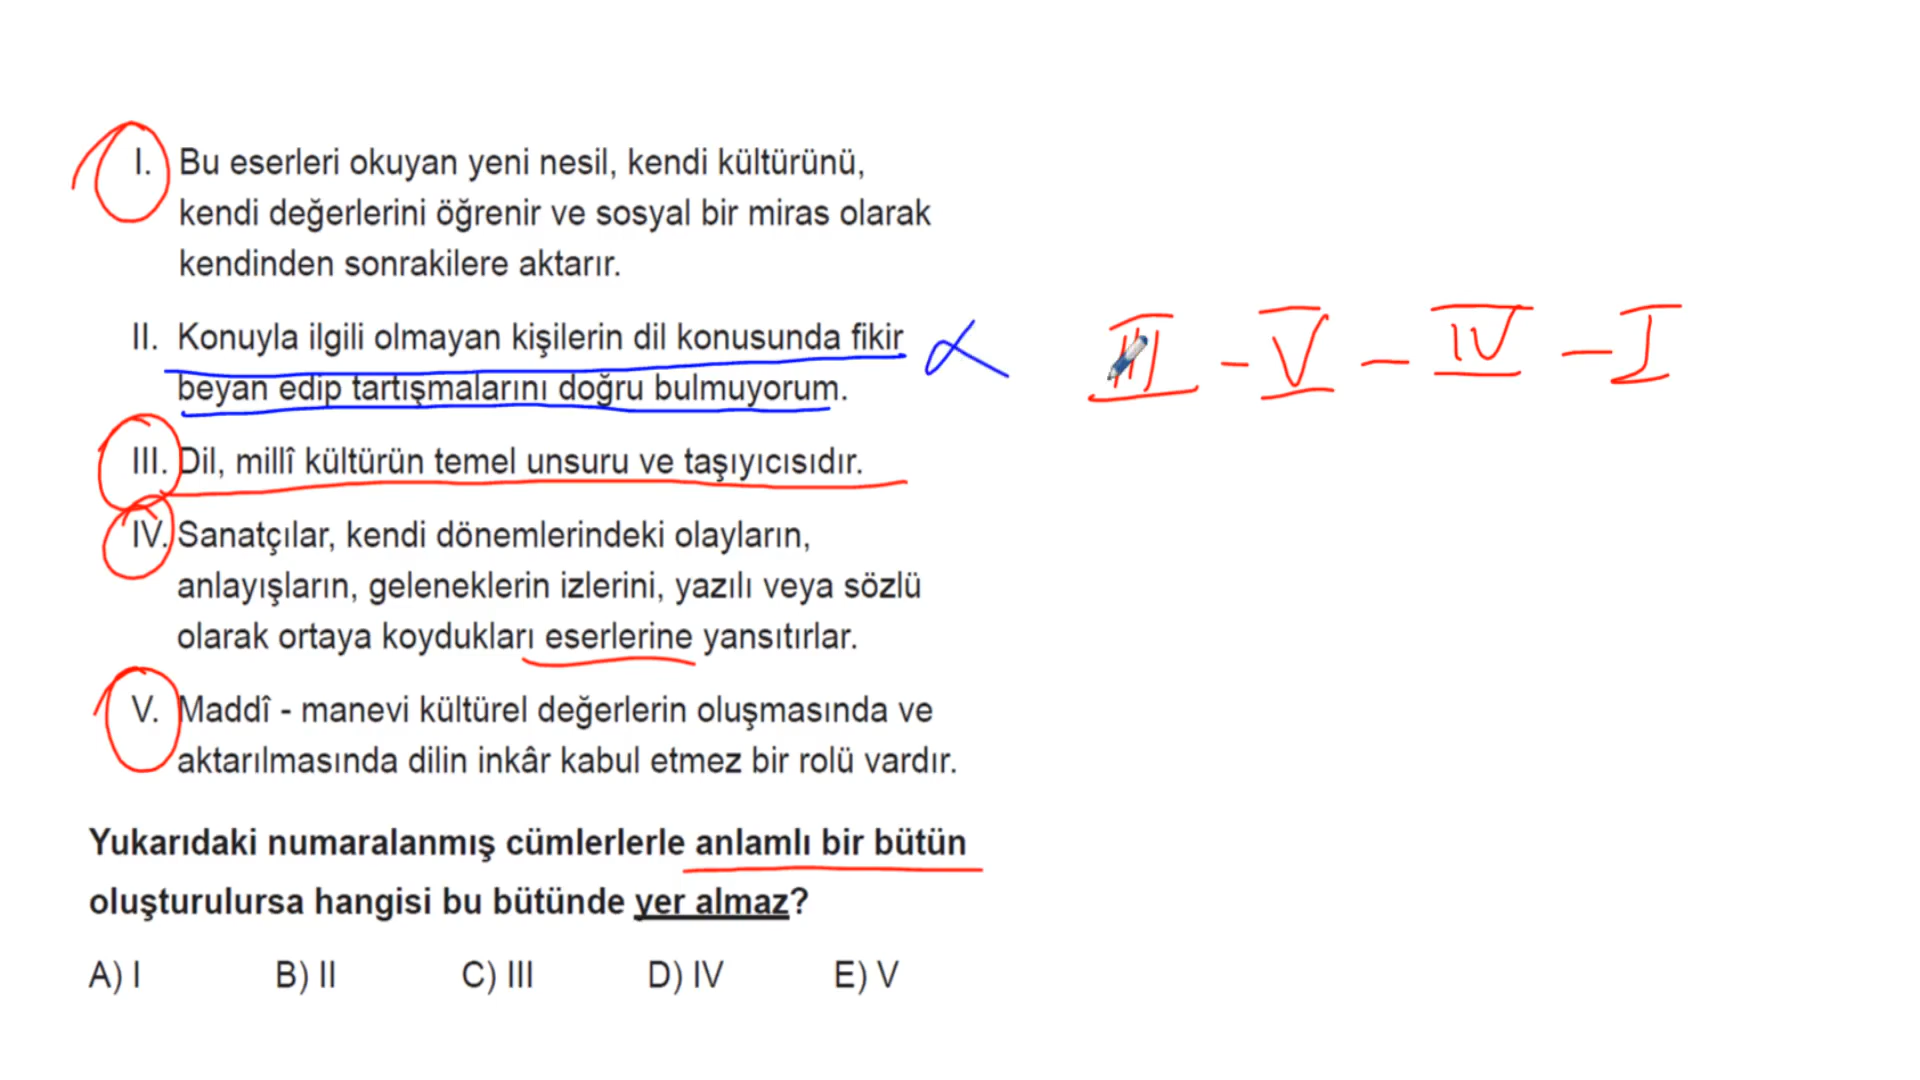 I. Bu eserleri okuyan yeni nesil, kendi kültürünü,
kendi değerlerini öğrenir ve sosyal bir miras olarak
kendinden sonrakilere aktarır.
II. Konuyla ilgili olmayan kişilerin dil konusunda fikir
beyan edip tartışmalarını doğru bulmuyorum.
III - V - IV - I
III. Dil, millî kültürün temel unsuru ve taşıyıcısıdır.
IV. Sanatçılar, kendi dönemlerindeki olayların,
anlayışların, geleneklerin izlerini, yazılı veya sözlü
olarak ortaya koydukları eserlerine yansıtırlar.
V. Maddî - manevi kültürel değerlerin oluşmasında ve
aktarılmasında dilin inkâr kabul etmez bir rolü vardır.
Yukarıdaki numaralanmış cümlerlerle anlamlı bir bütün
oluşturulursa hangisi bu bütünde yer almaz?
A) I B) II C) III D) IV E) V